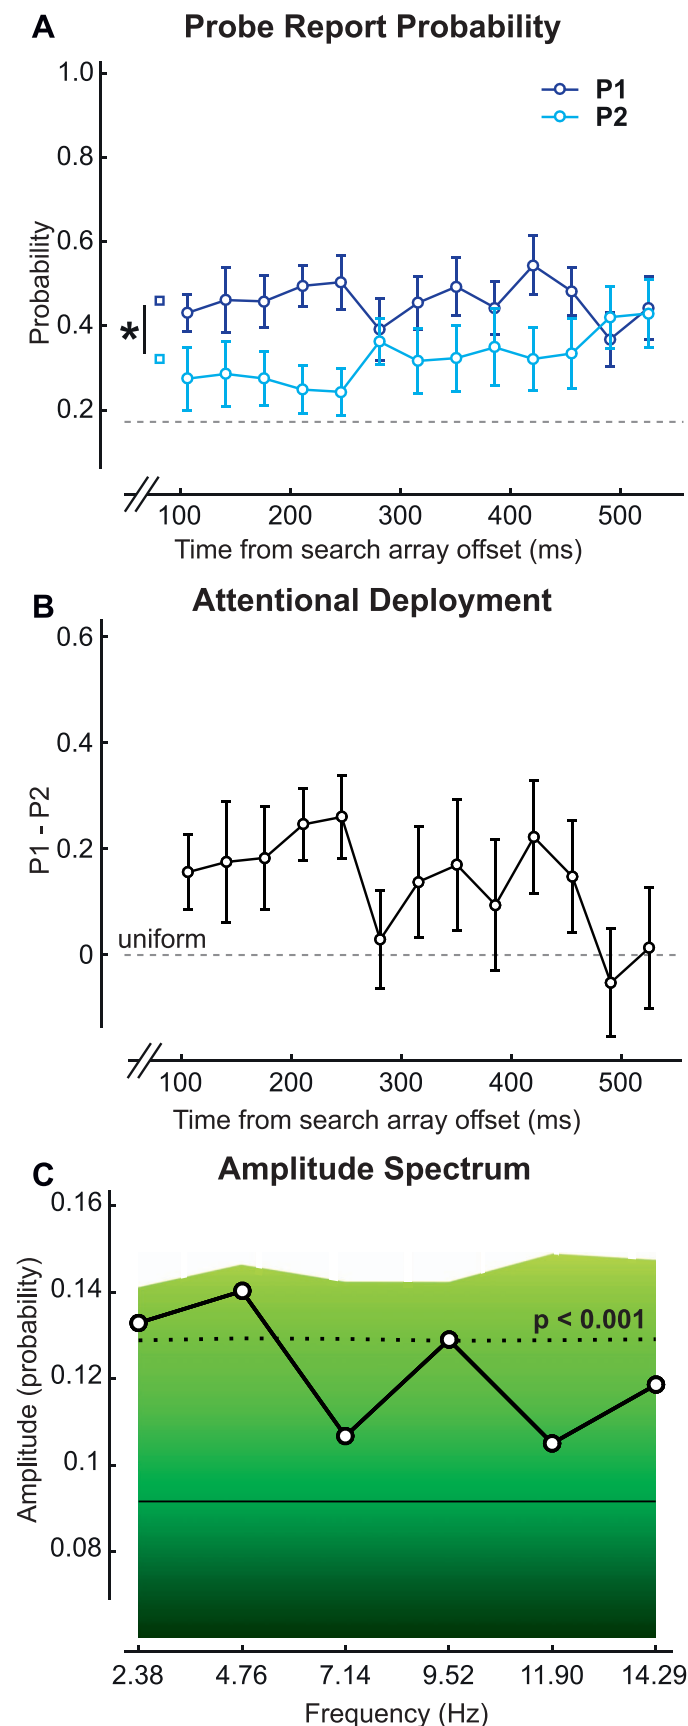 A
Probe Report Probability
1.0
0.8
0.6
0.4
0.2
Probability
P1
P2
*
100 200 300 400 500
Time from search array offset (ms)
B
Attentional Deployment
0.6
0.4
0.2
0
P1 - P2
uniform
100 200 300 400 500
Time from search array offset (ms)
C
Amplitude Spectrum
0.16
0.14
0.12
0.1
0.08
Amplitude (probability)
p < 0.001
2.38 4.76 7.14 9.52 11.90 14.29
Frequency (Hz)